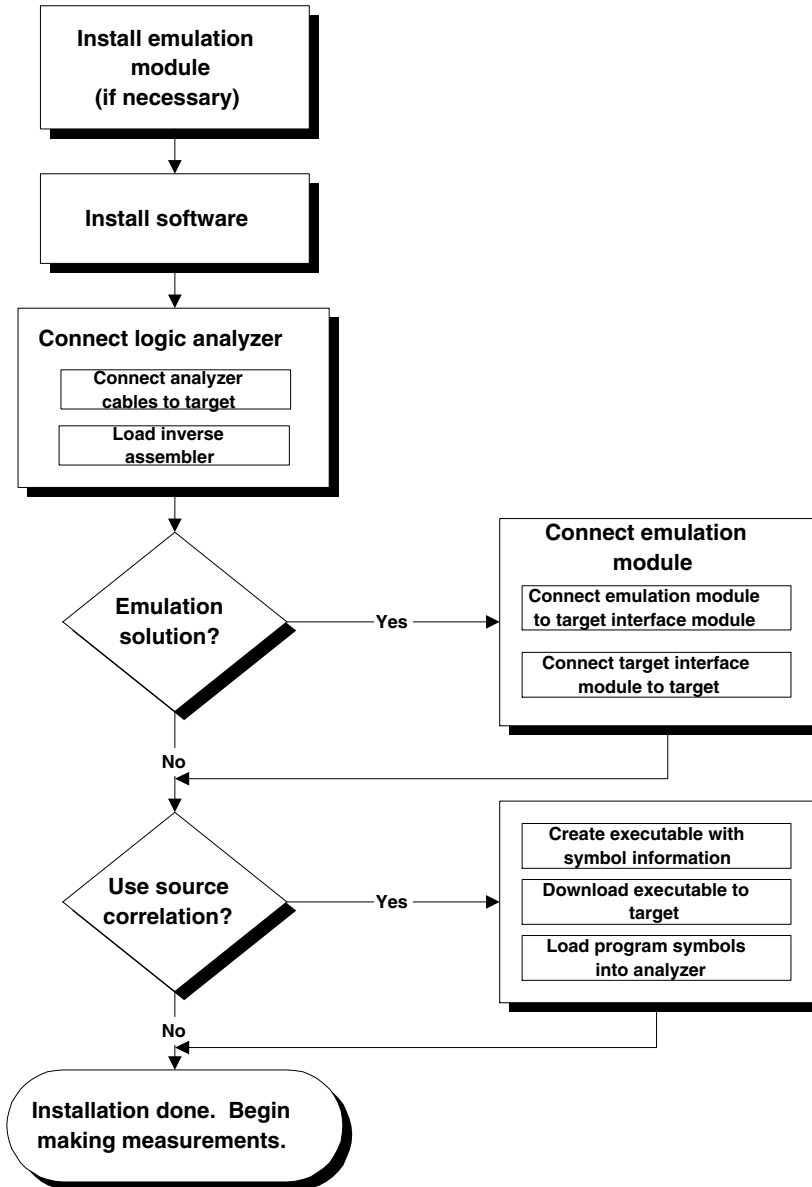 Install emulation
module
(if necessary)
Install software
Connect logic analyzer
Connect analyzer
cables to target
Load inverse
assembler
Emulation
solution?
Yes
Connect emulation
module
Connect emulation module
to target interface module
Connect target interface
module to target
No
Use source
correlation?
Yes
Create executable with
symbol information
Download executable to
target
Load program symbols
into analyzer
No
Installation done. Begin
making measurements.